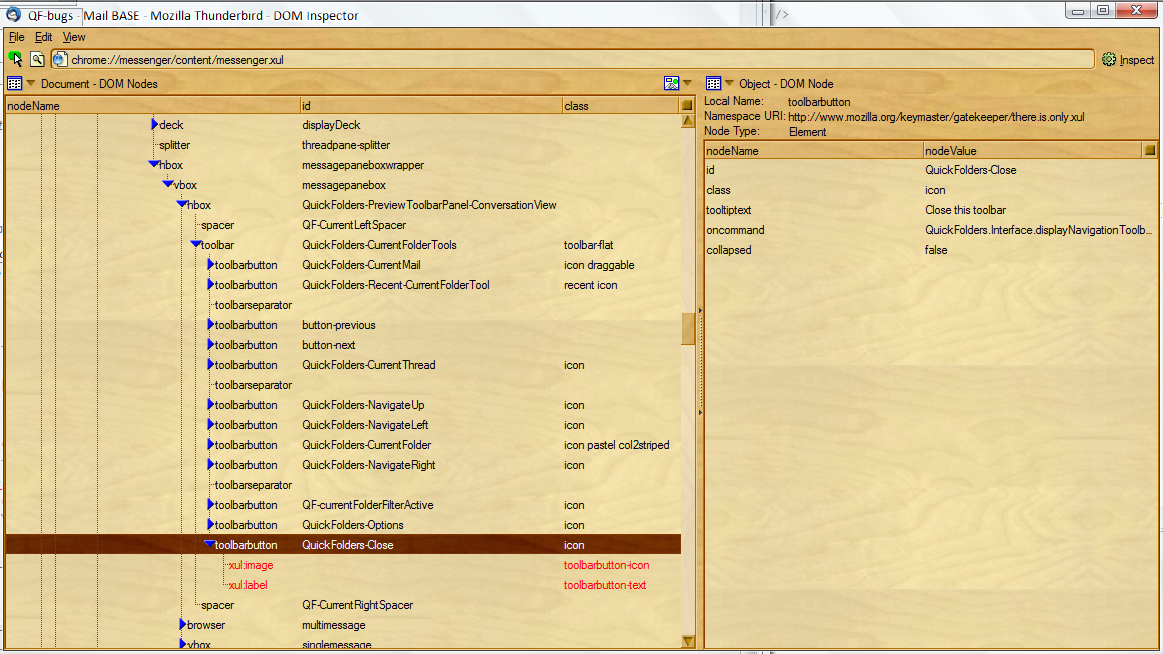 QF-bugs - Mail BASE - Mozilla Thunderbird - DOM Inspector
/>
File Edit View
chrome://messenger/content/messenger.xul
Inspect
Document - DOM Nodes
nodeName id class
deck displayDeck
splitter threadpane-splitter
hbox messagepaneboxwrapper
vbox messagepanebox
hbox QuickFolders-PreviewToolbarPanel-ConversationView
spacer QF-CurrentLeftSpacer
toolbar QuickFolders-CurrentFolderTools toolbar-flat
toolbarbutton QuickFolders-CurrentMail icon draggable
toolbarbutton QuickFolders-Recent-CurrentFolderTool recent icon
toolbarseparator
toolbarbutton button-previous
toolbarbutton button-next
toolbarbutton QuickFolders-CurrentThread icon
toolbarseparator
toolbarbutton QuickFolders-NavigateUp icon
toolbarbutton QuickFolders-NavigateLeft icon
toolbarbutton QuickFolders-CurrentFolder icon pastel col2striped
toolbarbutton QuickFolders-NavigateRight icon
toolbarseparator
toolbarbutton QF-currentFolderFilterActive icon
toolbarbutton QuickFolders-Options icon
toolbarbutton QuickFolders-Close icon
xul:image toolbarbutton-icon
xul:label toolbarbutton-text
spacer QF-CurrentRightSpacer
browser multimessage
vbox singlemessage
Object - DOM Node
Local Name: toolbarbutton
Namespace URI: http://www.mozilla.org/keymaster/gatekeeper/there.is.only.xul
Node Type: Element
nodeName nodeValue
id QuickFolders-Close
class icon
tooltiptext Close this toolbar
oncommand QuickFolders.Interface.displayNavigationToolb...
collapsed false